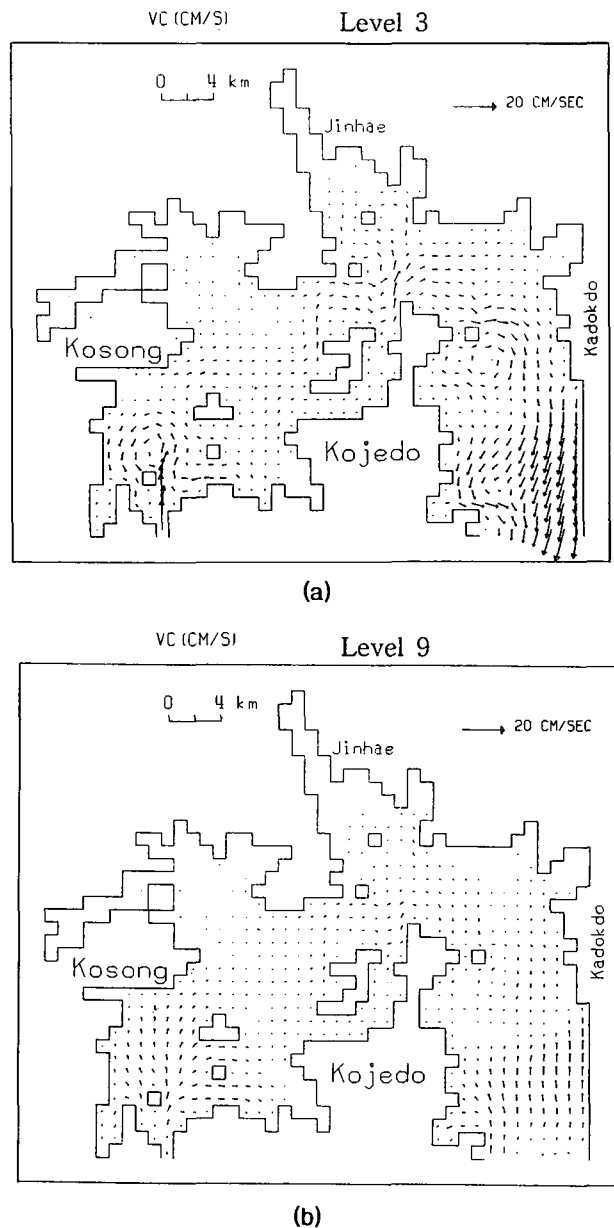 VC (CM/S) Level 3
0 4 km
20 CM/SEC
Jinhae
Kadokdo
Kosong
Kojedo
(a)
VC (CM/S) Level 9
0 4 km
20 CM/SEC
Jinhae
Kadokdo
Kosong
Kojedo
(b)